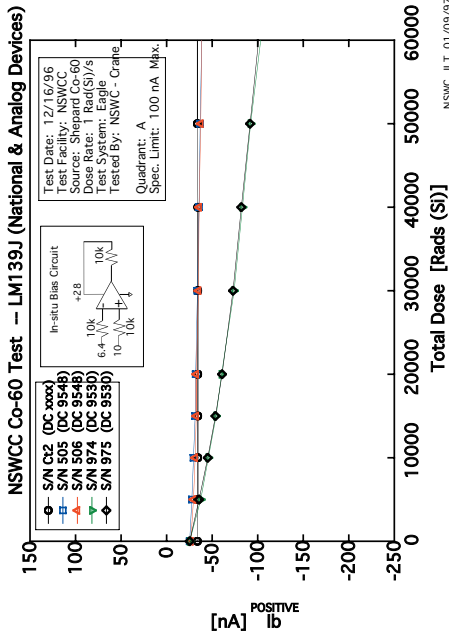 NSWCC Co-60 Test -- LM139J (National & Analog Devices)
S/N Ct2 (DC xxxx)
S/N 505 (DC 9548)
S/N 506 (DC 9548)
S/N 974 (DC 9530)
S/N 975 (DC 9530)
In-situ Bias Circuit
+28
6.4
10k
10k
10
10k
10k
Test Date: 12/16/96
Test Facility: NSWCC
Source: Shepard Co-60
Dose Rate: 1 Rad(Si)/s
Test System: Eagle
Tested By: NSWC - Crane
Quadrant: A
Spec. Limit: 100 nA Max.
150
100
50
0
-50
-100
-150
-200
-250
[nA] Ib POSITIVE
0
10000
20000
30000
40000
50000
60000
Total Dose [Rads (Si)]